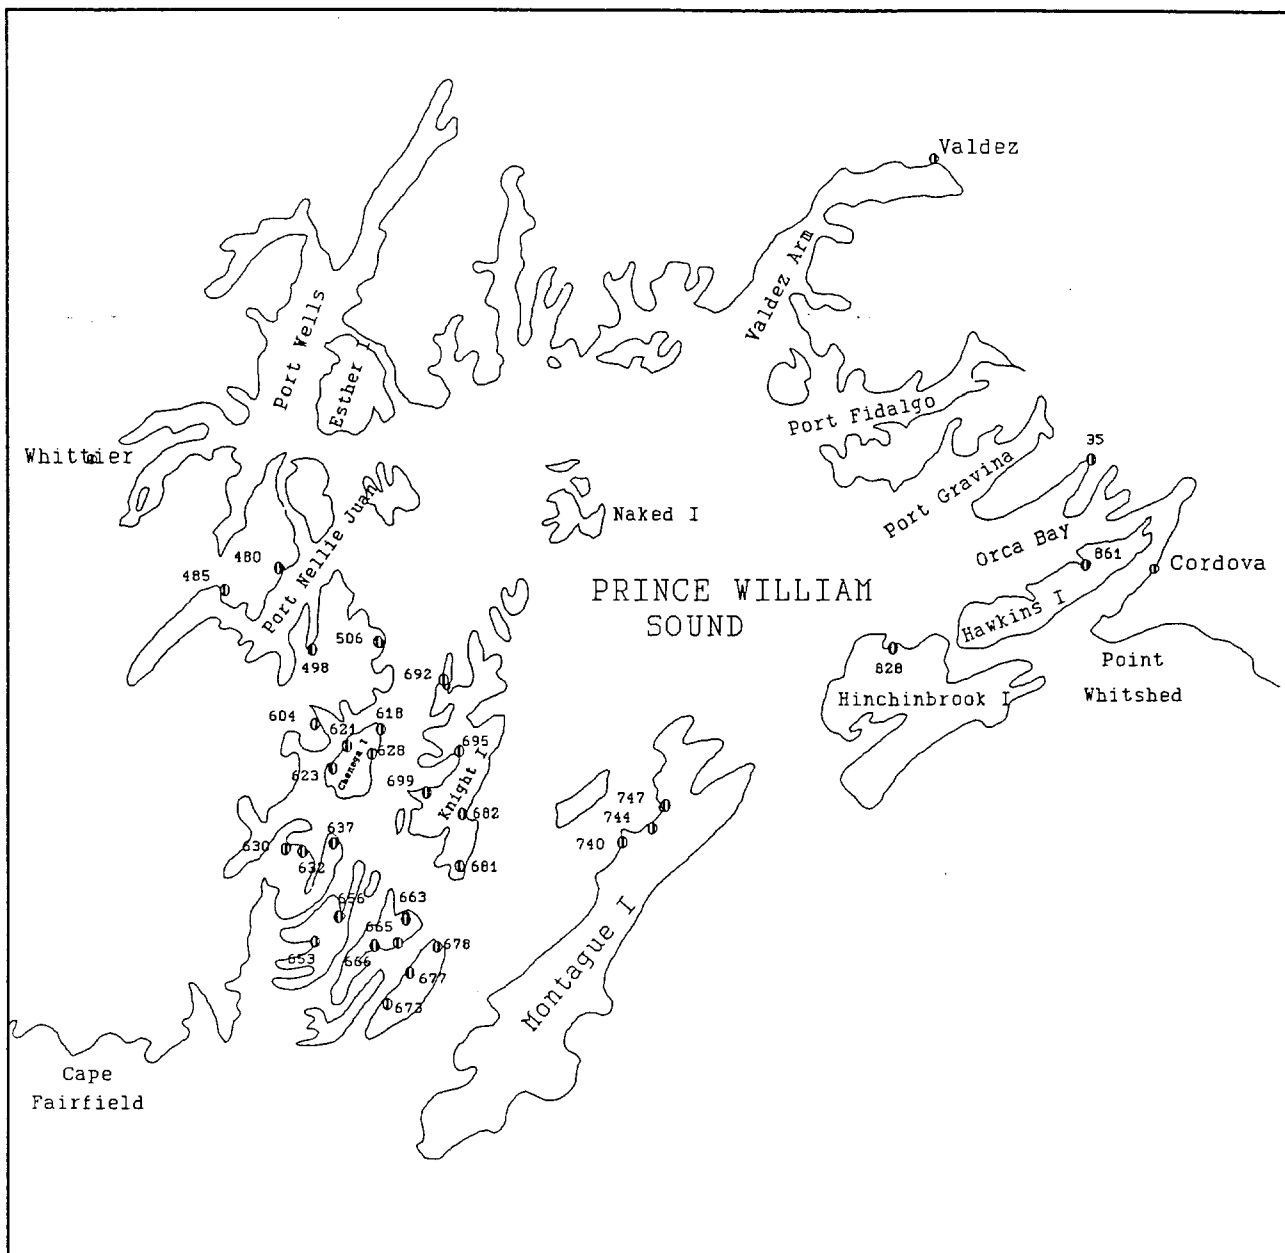 Valdez
Valdez Arm
Port Wells
Esther I
Port Fidalgo
Whittier
35
Port Gravina
Port Nellie Juan
Naked I
Orca Bay
480
861
Cordova
485
PRINCE WILLIAM
SOUND
Hawkins I
506
498
Point
Whitshed
692
828
Hinchinbrook I
604
618
621
628
695
623
Chenega I
699
Knight I
682
747
744
740
637
630
632
681
656
663
665
678
653
666
677
673
Montague I
Cape
Fairfield